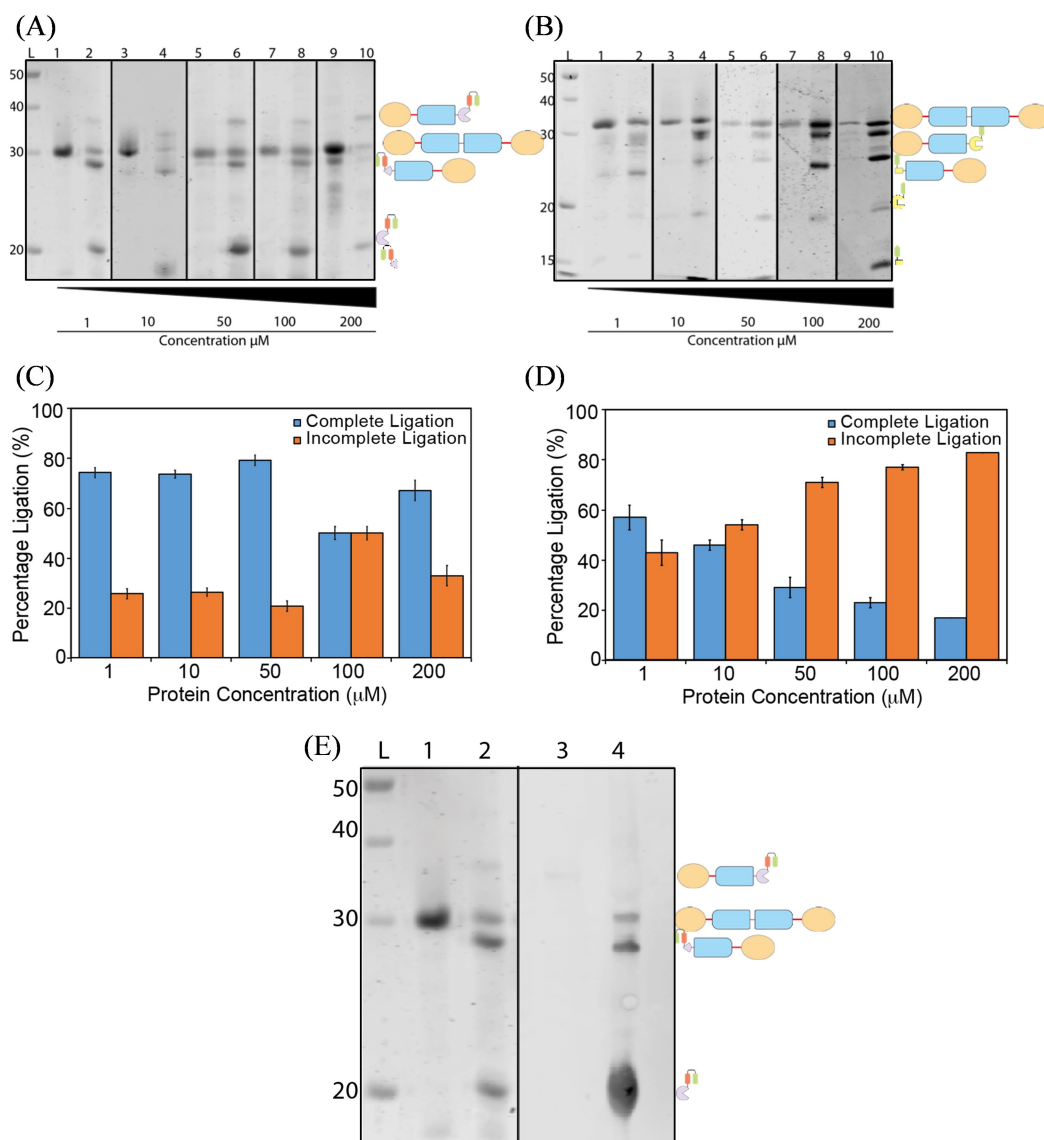 (A)
L 1 2 3 4 5 6 7 8 9 10
50
40
30
20
1 10 50 100 200
Concentration µM
(B)
L 1 2 3 4 5 6 7 8 9 10
50
40
30
20
15
1 10 50 100 200
Concentration µM
(C)
Complete Ligation
Incomplete Ligation
Percentage Ligation (%)
100
80
60
40
20
0
1 10 50 100 200
Protein Concentration (µM)
(D)
Complete Ligation
Incomplete Ligation
Percentage Ligation (%)
100
80
60
40
20
0
1 10 50 100 200
Protein Concentration (µM)
(E)
L 1 2 3 4
50
40
30
20